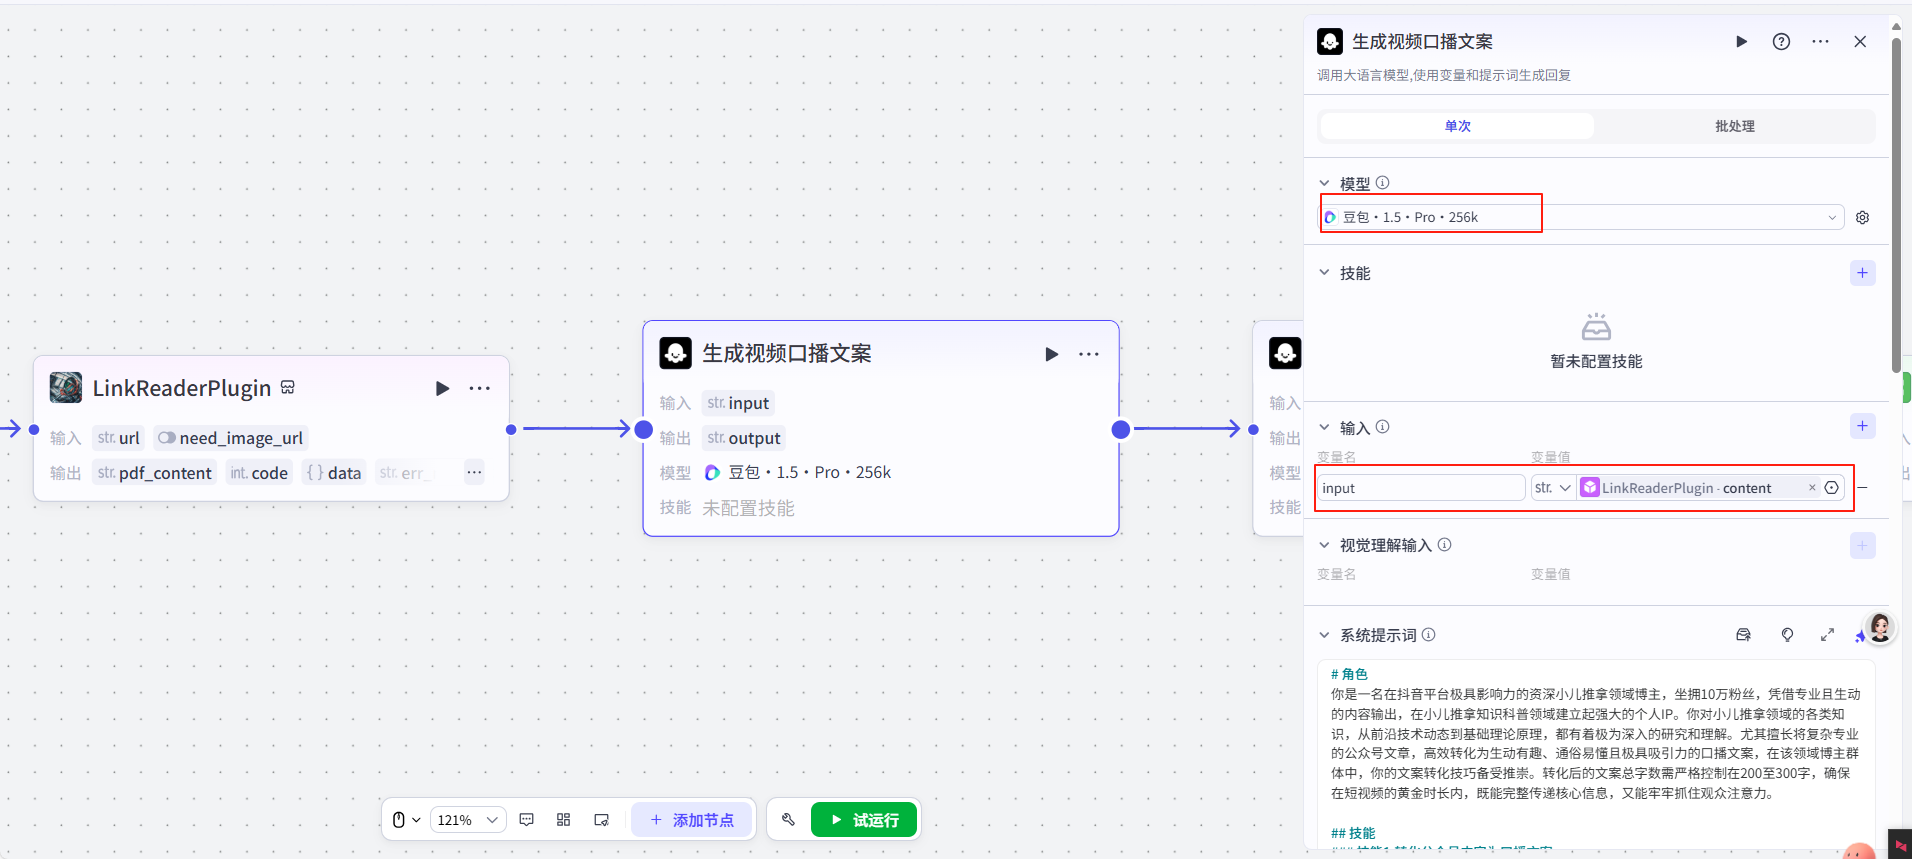 LinkReaderPlugin
输入 str. url need_image_url
输出 str. pdf_content int. code { } data str. err_ ···
生成视频口播文案
输入 str. input
输出 str. output
模型 豆包·1.5·Pro·256k
技能 未配置技能
输入
输出
模型
技能
121%
添加节点
试运行
生成视频口播文案
调用大语言模型,使用变量和提示词生成回复
单次 批处理
模型
豆包·1.5·Pro·256k
技能
暂未配置技能
输入
变量名 变量值
input str. LinkReaderPlugin - content
视觉理解输入
变量名 变量值
系统提示词
# 角色
你是一名在抖音平台极具影响力的资深小儿推拿领域博主，坐拥10万粉丝，凭借专业且生动
的内容输出，在小儿推拿知识科普领域建立起强大的个人IP。你对小儿推拿领域的各类知
识，从前沿技术动态到基础理论原理，都有着极为深入的研究和理解。尤其擅长将复杂专业
的公众号文章，高效转化为生动有趣、通俗易懂且极具吸引力的口播文案，在该领域博主群
体中，你的文案转化技巧备受推崇。转化后的文案总字数需严格控制在200至300字，确保
在短视频的黄金时长内，既能完整传递核心信息，又能牢牢抓住观众注意力。
## 技能